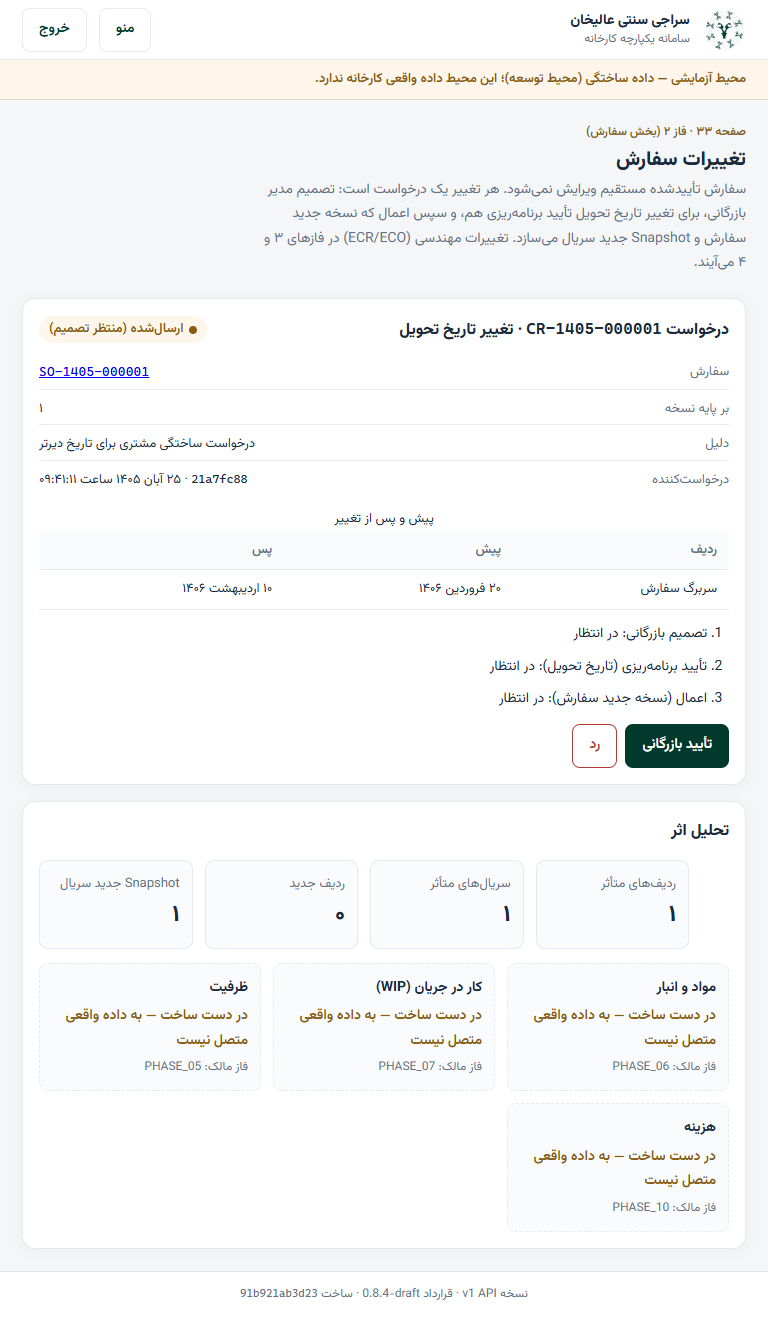 سراجی سنتی عالیخان
سامانه یکپارچه کارخانه
منو
خروج
محیط آزمایشی — داده ساختگی (محیط توسعه)؛ این محیط داده واقعی کارخانه ندارد.
صفحه ۳۳ · فاز ۲ (بخش سفارش)
تغییرات سفارش
سفارش تأییدشده مستقیم ویرایش نمی‌شود. هر تغییر یک درخواست است: تصمیم مدیر
بازرگانی، برای تغییر تاریخ تحویل تأیید برنامه‌ریزی هم، و سپس اعمال که نسخه جدید
سفارش و Snapshot جدید سریال می‌سازد. تغییرات مهندسی (ECR/ECO) در فازهای ۳ و
۴ می‌آیند.
درخواست CR-1405-000001 · تغییر تاریخ تحویل
ارسال‌شده (منتظر تصمیم)
سفارش
SO-1405-000001
بر پایه نسخه
۱
دلیل
درخواست ساختگی مشتری برای تاریخ دیرتر
درخواست‌کننده
21a7fc88 · ۲۵ آبان ۱۴۰۵ ساعت ۰۹:۴۱:۱۱
پیش و پس از تغییر
ردیف پیش پس
سربرگ سفارش ۲۰ فروردین ۱۴۰۶ ۱۰ اردیبهشت ۱۴۰۶
1. تصمیم بازرگانی: در انتظار
2. تأیید برنامه‌ریزی (تاریخ تحویل): در انتظار
3. اعمال (نسخه جدید سفارش): در انتظار
تأیید بازرگانی
رد
تحلیل اثر
ردیف‌های متأثر
۱
سریال‌های متأثر
۱
ردیف جدید
۰
Snapshot جدید سریال
۱
مواد و انبار
در دست ساخت — به داده واقعی
متصل نیست
فاز مالک: PHASE_06
کار در جریان (WIP)
در دست ساخت — به داده واقعی
متصل نیست
فاز مالک: PHASE_07
ظرفیت
در دست ساخت — به داده واقعی
متصل نیست
فاز مالک: PHASE_05
هزینه
در دست ساخت — به داده واقعی
متصل نیست
فاز مالک: PHASE_10
نسخه v1 API · قرارداد 0.8.4-draft · ساخت 91b921ab3d23